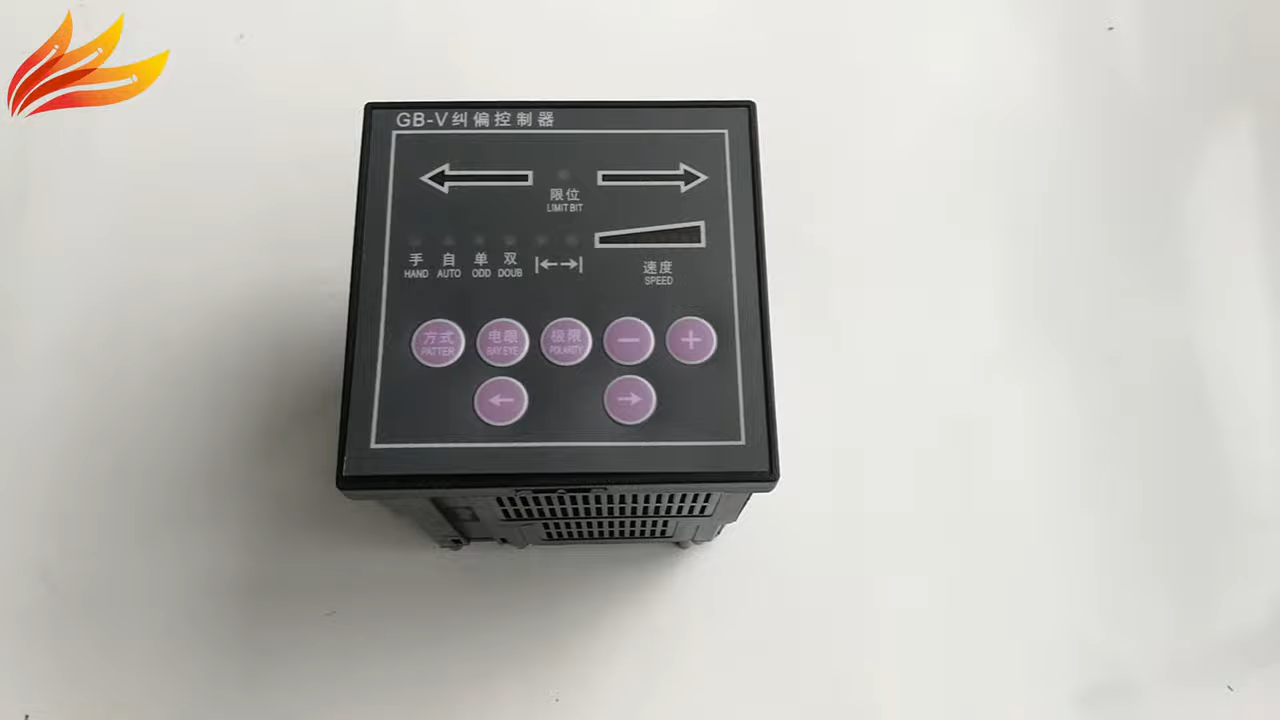 GB-V纠偏控制器
限位
LIMIT BIT
手 自 单 双
HAND AUTO ODD DOUB
速度
SPEED
方式 电眼 极限 - +
PATTER RAY EYE POLARITY
← →